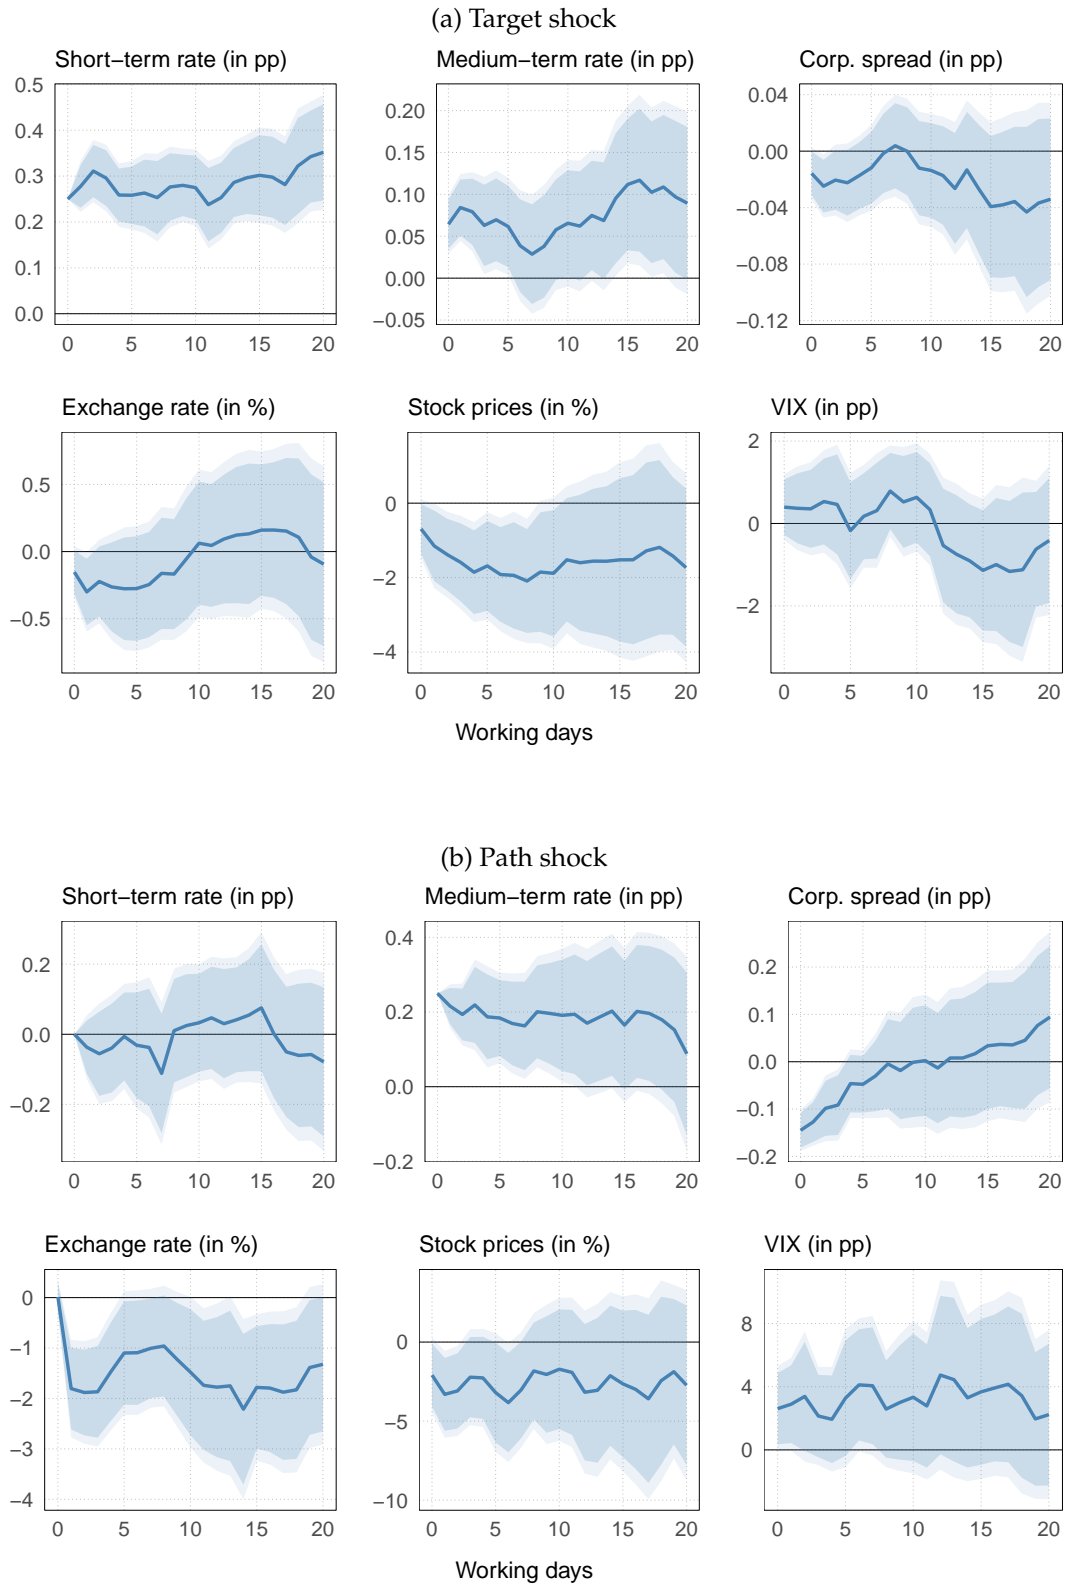 (a) Target shock
Short−term rate (in pp) Medium−term rate (in pp) Corp. spread (in pp)
0.5 0.4 0.3 0.2 0.1 0.0
0.20 0.15 0.10 0.05 0.00 −0.05
0.04 0.00 −0.04 −0.08 −0.12
0 5 10 15 20 0 5 10 15 20 0 5 10 15 20
Exchange rate (in %) Stock prices (in %) VIX (in pp)
0.5 0.0 −0.5
0 −2 −4
2 0 −2
0 5 10 15 20 0 5 10 15 20 0 5 10 15 20
Working days
(b) Path shock
Short−term rate (in pp) Medium−term rate (in pp) Corp. spread (in pp)
0.2 0.0 −0.2
0.4 0.2 0.0 −0.2
0.2 0.1 0.0 −0.1 −0.2
0 5 10 15 20 0 5 10 15 20 0 5 10 15 20
Exchange rate (in %) Stock prices (in %) VIX (in pp)
0 −1 −2 −3 −4
0 −5 −10
8 4 0
0 5 10 15 20 0 5 10 15 20 0 5 10 15 20
Working days